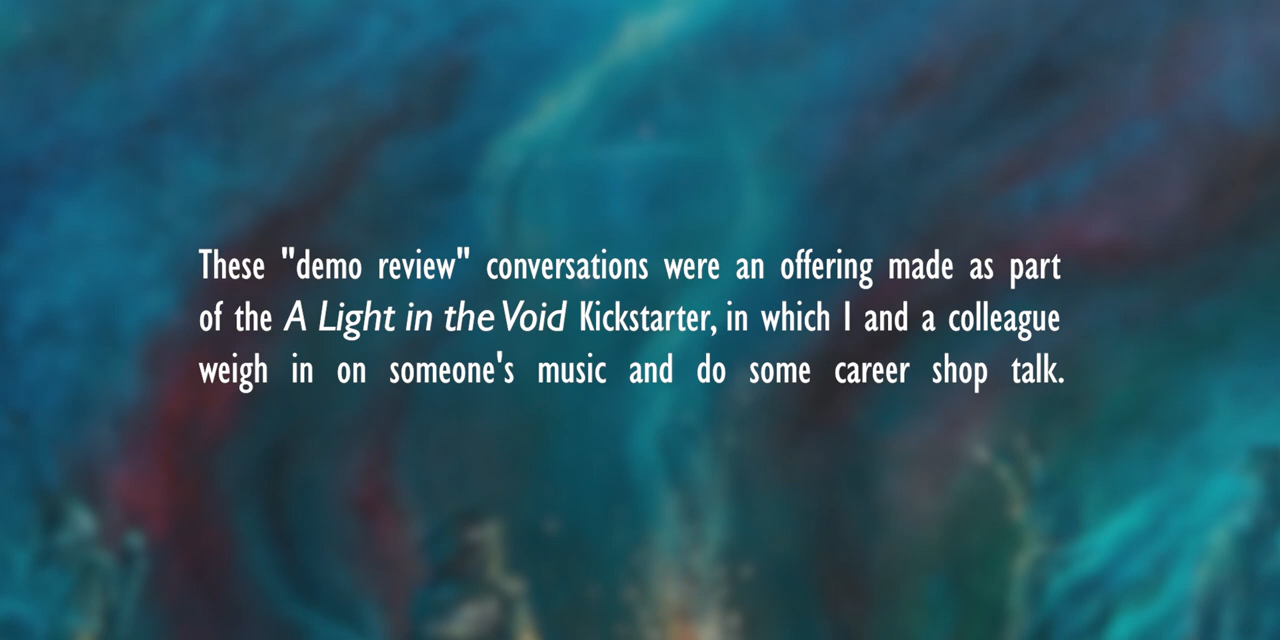 These "demo review" conversations were an offering made as part
of the A Light in the Void Kickstarter, in which I and a colleague
weigh in on someone's music and do some career shop talk.